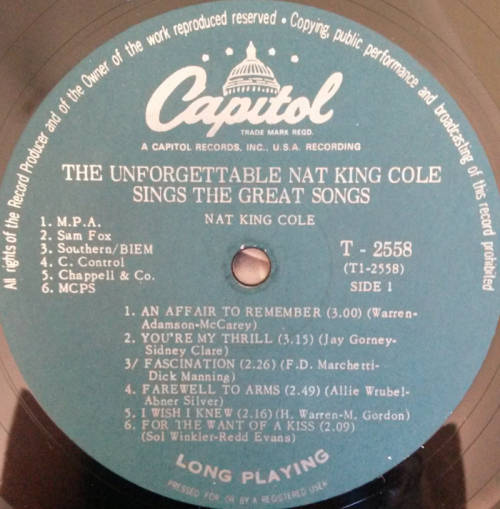 All rights of the Record Producer and of the Owner of the work reproduced reserved • Copying, public performance and broadcasting of this record prohibited
Capitol
TRADE MARK REGD.
A CAPITOL RECORDS, INC., U.S.A. RECORDING
THE UNFORGETTABLE NAT KING COLE
SINGS THE GREAT SONGS
NAT KING COLE
1. M.P.A.
2. Sam Fox
3. Southern/BIEM
4. C. Control
5. Chappell & Co.
6. MCPS
T - 2558
(T1-2558)
SIDE 1
1. AN AFFAIR TO REMEMBER (3.00) (Warren-
Adamson-McCarey)
2. YOU'RE MY THRILL (3.15) (Jay Gorney-
Sidney Clare)
3/ FASCINATION (2.26) (F.D. Marchetti-
Dick Manning)
4. FAREWELL TO ARMS (2.49) (Allie Wrubel-
Abner Silver)
5. I WISH I KNEW (2.16) (H. Warren-M. Gordon)
6. FOR THE WANT OF A KISS (2.09)
(Sol Winkler-Redd Evans)
LONG PLAYING
PRESSED FOR OR BY A REGISTERED USER